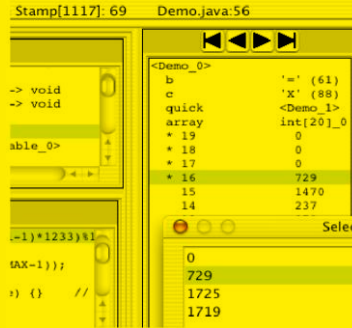 Stamp[1117]: 69 Demo.java:56
-> void
-> void
able_0>
-1)*1233)%1
MAX-1));
) {} //
<Demo_0>
b '=' (61)
c 'X' (88)
quick <Demo_1>
array int[20]_0
* 19 0
* 18 0
* 17 0
* 16 729
15 1470
14 237
Selec
0
729
1725
1719